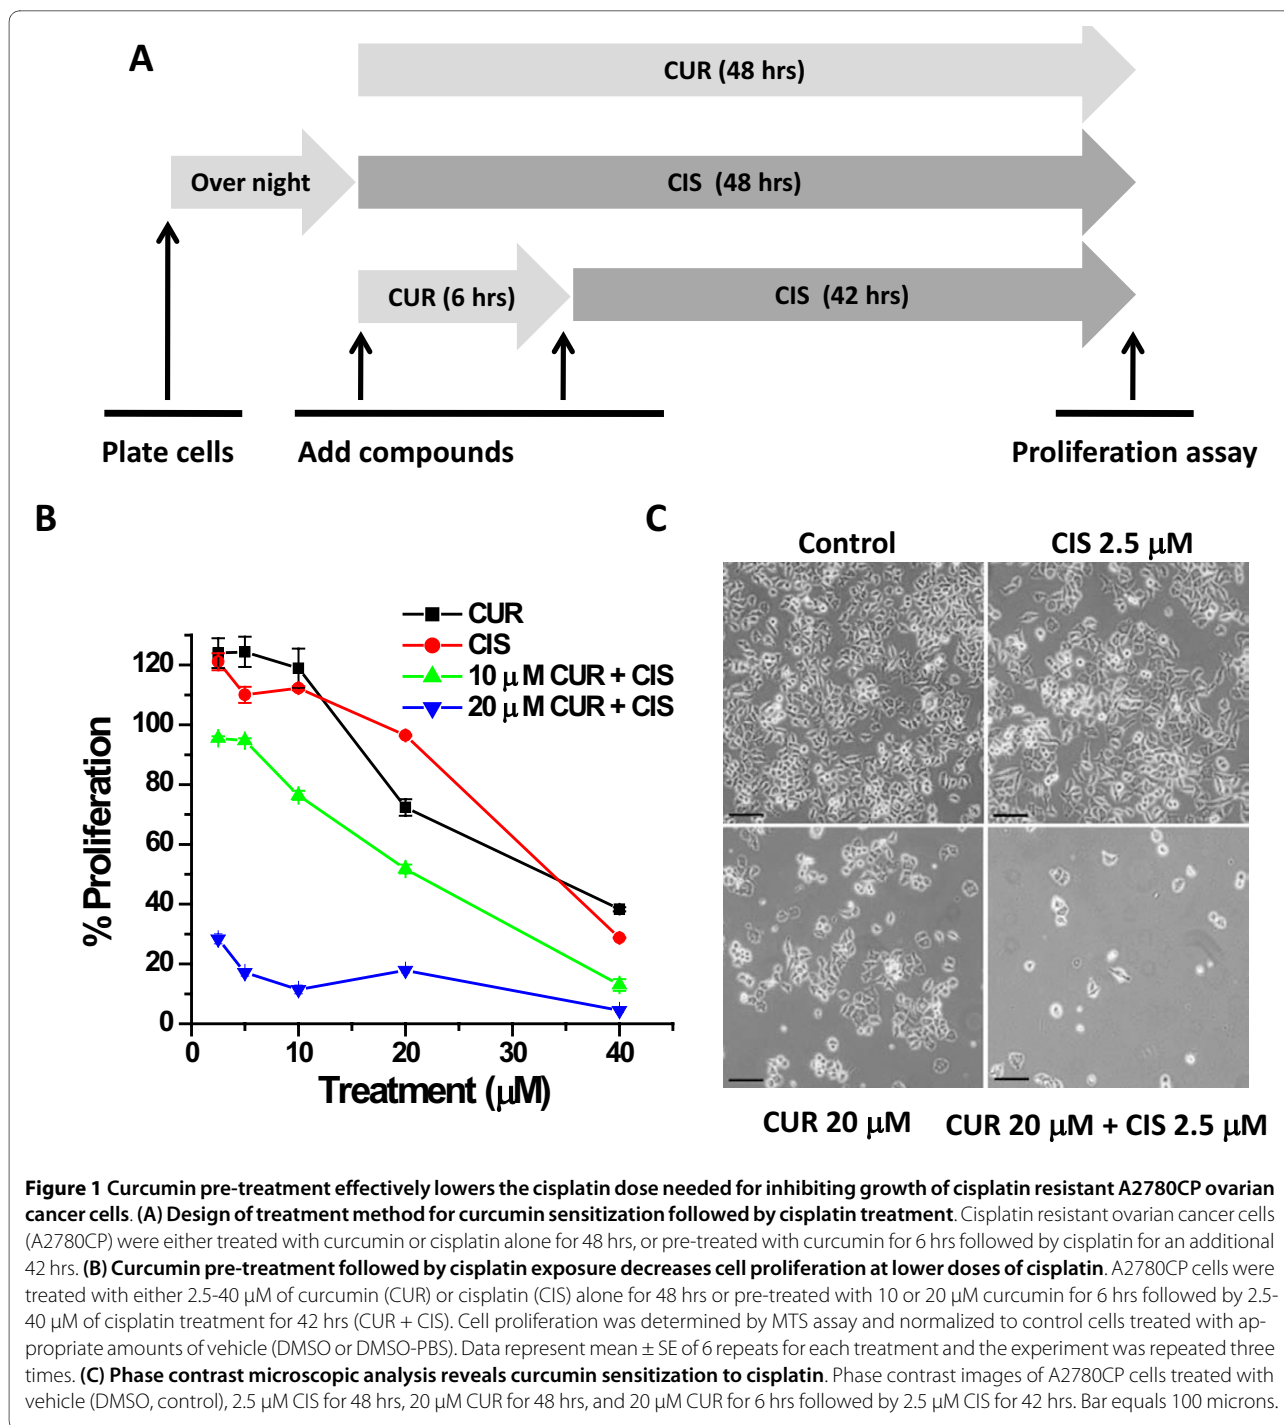 A
CUR (48 hrs)
Over night
CIS (48 hrs)
CUR (6 hrs)
CIS (42 hrs)
Plate cells
Add compounds
Proliferation assay
B
CUR
CIS
10 μM CUR + CIS
20 μM CUR + CIS
% Proliferation
120
100
80
60
40
20
0
0 10 20 30 40
Treatment (μM)
C
Control
CIS 2.5 μM
CUR 20 μM
CUR 20 μM + CIS 2.5 μM
Figure 1 Curcumin pre-treatment effectively lowers the cisplatin dose needed for inhibiting growth of cisplatin resistant A2780CP ovarian
cancer cells. (A) Design of treatment method for curcumin sensitization followed by cisplatin treatment. Cisplatin resistant ovarian cancer cells
(A2780CP) were either treated with curcumin or cisplatin alone for 48 hrs, or pre-treated with curcumin for 6 hrs followed by cisplatin for an additional
42 hrs. (B) Curcumin pre-treatment followed by cisplatin exposure decreases cell proliferation at lower doses of cisplatin. A2780CP cells were
treated with either 2.5-40 μM of curcumin (CUR) or cisplatin (CIS) alone for 48 hrs or pre-treated with 10 or 20 μM curcumin for 6 hrs followed by 2.5-
40 μM of cisplatin treatment for 42 hrs (CUR + CIS). Cell proliferation was determined by MTS assay and normalized to control cells treated with ap-
propriate amounts of vehicle (DMSO or DMSO-PBS). Data represent mean ± SE of 6 repeats for each treatment and the experiment was repeated three
times. (C) Phase contrast microscopic analysis reveals curcumin sensitization to cisplatin. Phase contrast images of A2780CP cells treated with
vehicle (DMSO, control), 2.5 μM CIS for 48 hrs, 20 μM CUR for 48 hrs, and 20 μM CUR for 6 hrs followed by 2.5 μM CIS for 42 hrs. Bar equals 100 microns.